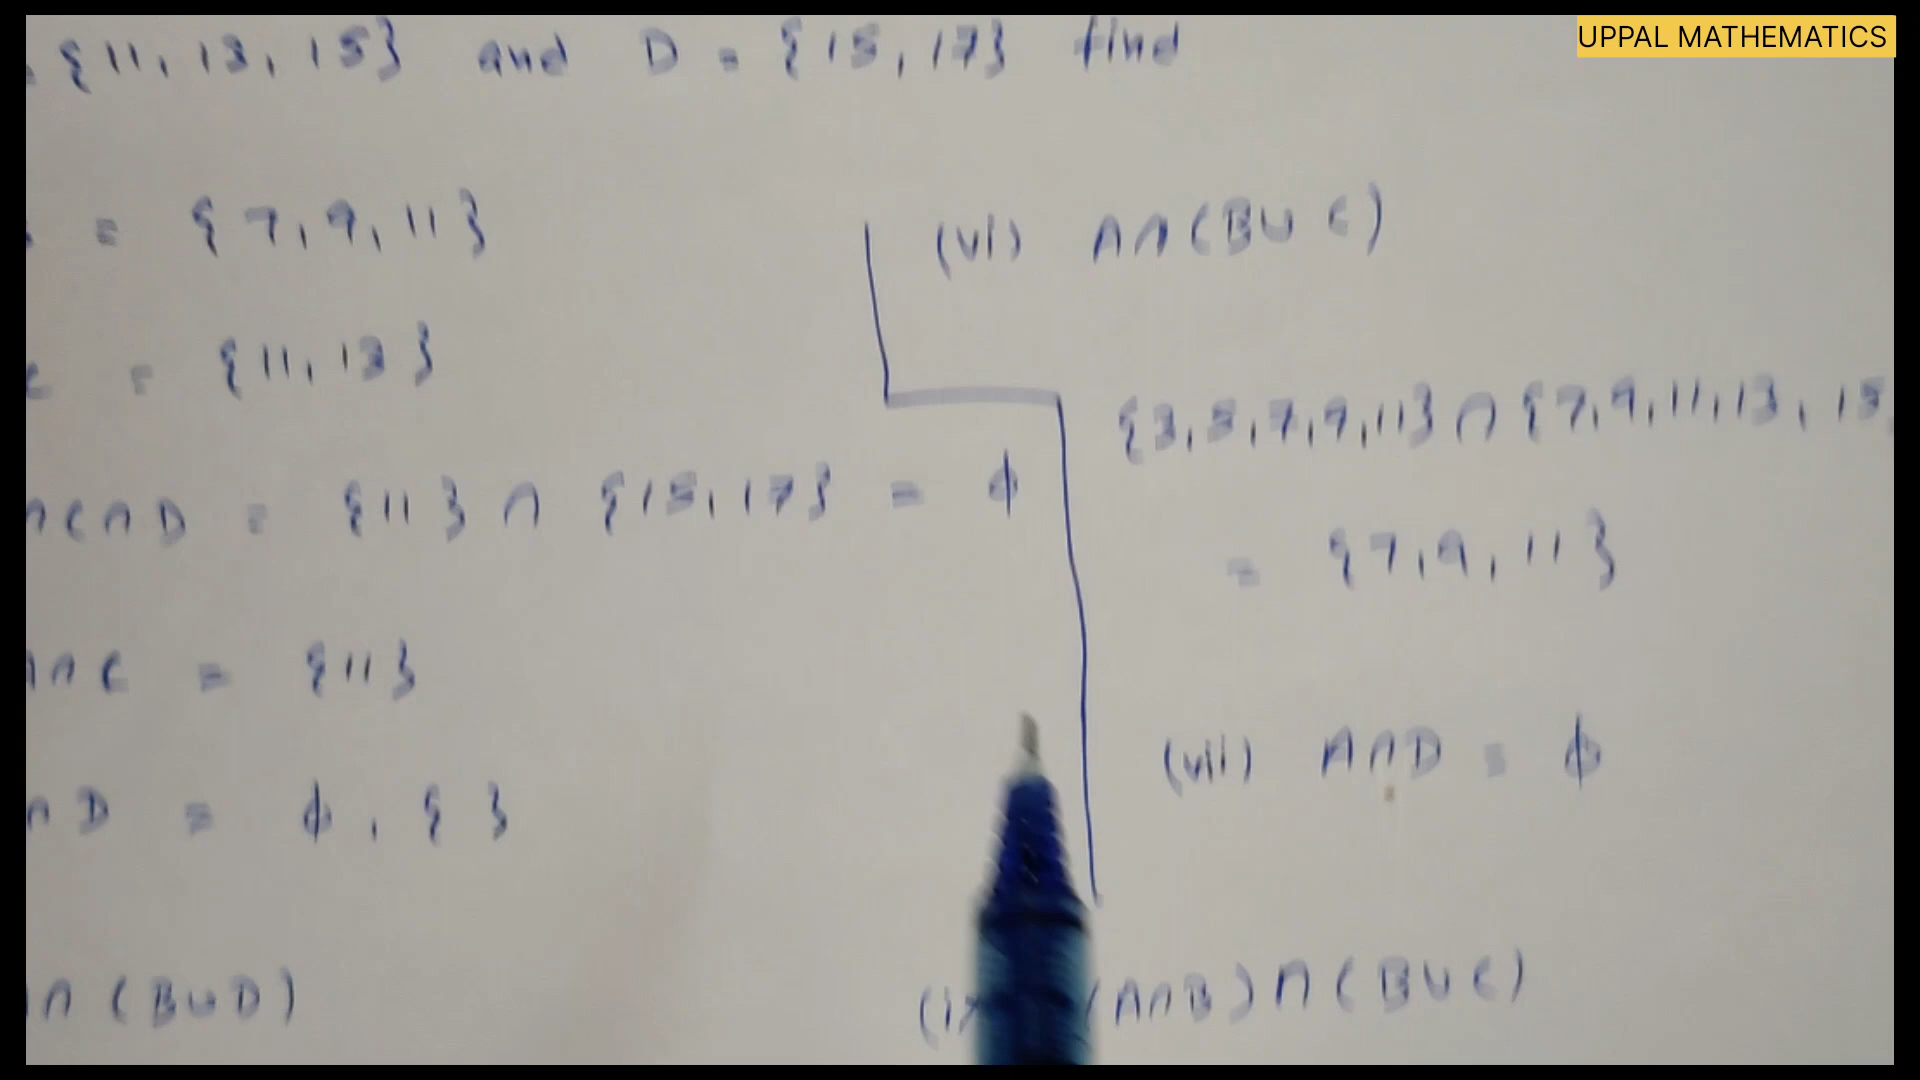 UPPAL MATHEMATICS
= {11, 13, 15} and D = {15, 17} find
= {7, 9, 11}
C = {11, 13}
∩C∩D = {11} ∩ {15, 17} = ϕ
A∩C = {11}
∩D = ϕ, { }
∩(B∪D)
(vi) A∩(B∪C)
{3, 5, 7, 9, 11} ∩ {7, 9, 11, 13, 15,
= {7, 9, 11}
(vii) A∩D = ϕ
(A∩B)∩(B∪C)